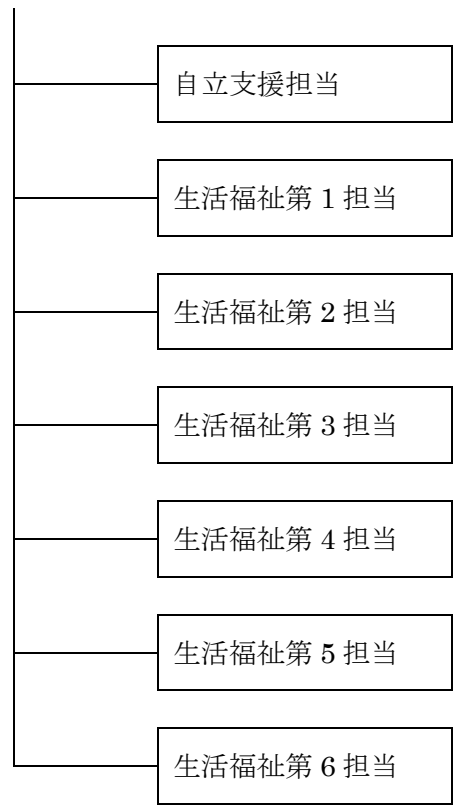 自立支援担当
生活福祉第1担当
生活福祉第2担当
生活福祉第3担当
生活福祉第4担当
生活福祉第5担当
生活福祉第6担当